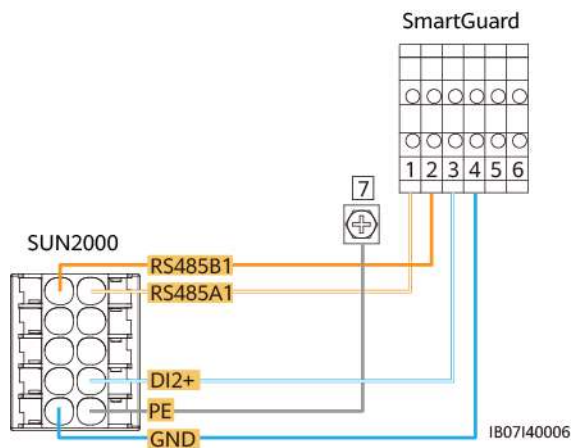 SmartGuard
1 2 3 4 5 6
7
SUN2000
RS485B1
RS485A1
DI2+
PE
GND
IB07I40006